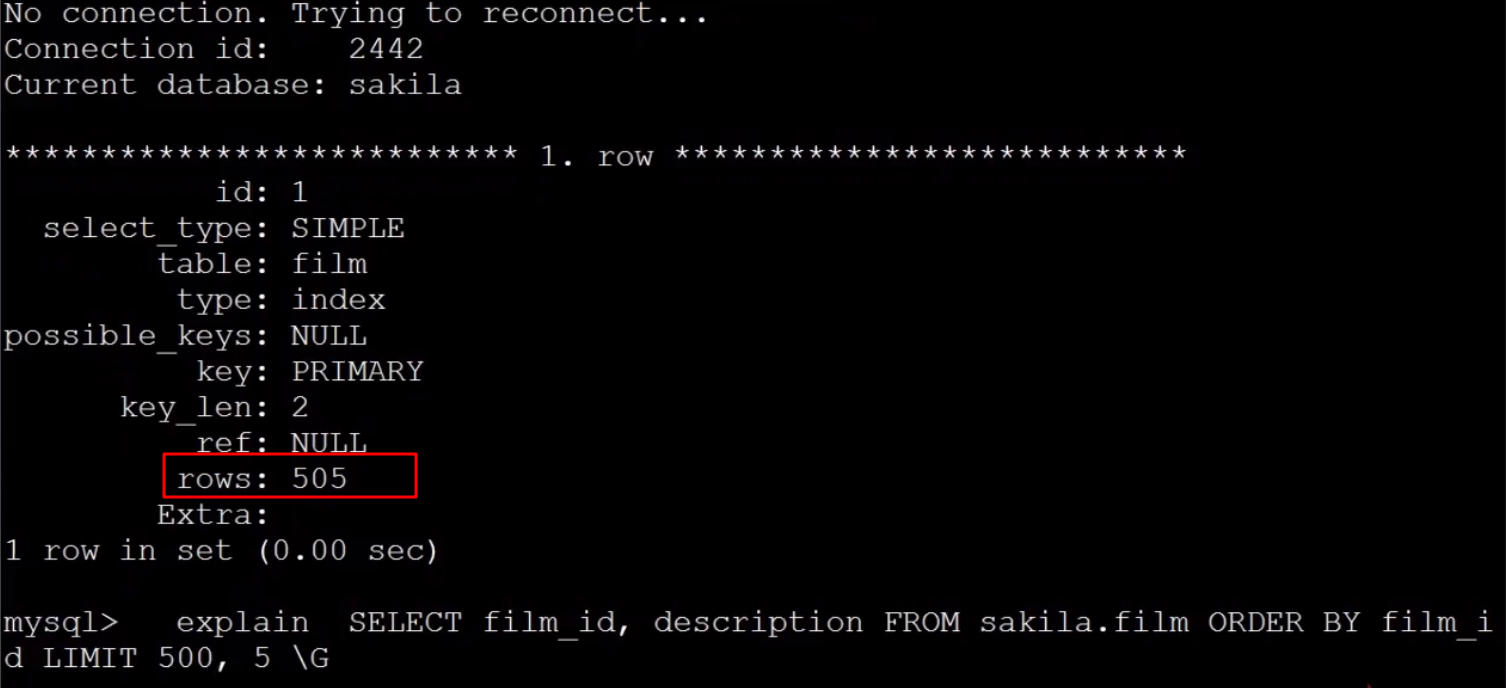 No connection. Trying to reconnect...
Connection id:    2442
Current database: sakila
*************************** 1. row ***************************
           id: 1
  select_type: SIMPLE
        table: film
         type: index
possible_keys: NULL
          key: PRIMARY
      key_len: 2
          ref: NULL
         rows: 505
        Extra:
1 row in set (0.00 sec)
mysql>   explain  SELECT film_id, description FROM sakila.film ORDER BY film_i
d LIMIT 500, 5 \G